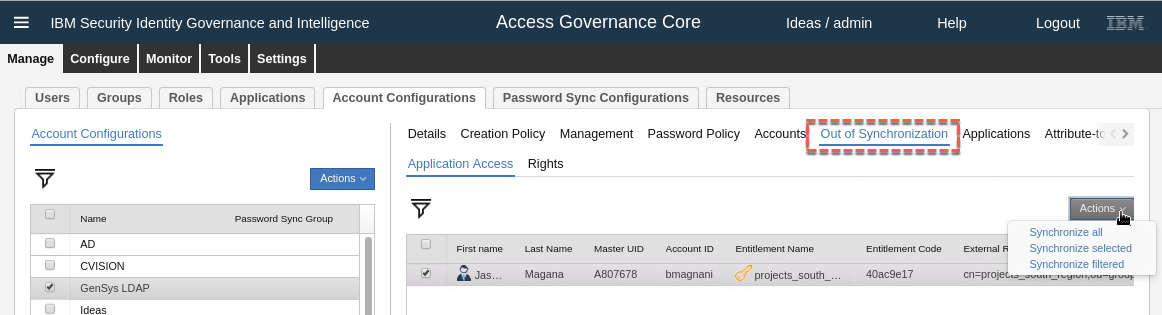 IBM Security Identity Governance and Intelligence
Access Governance Core
Ideas / admin
Help
Logout
IBM
Manage
Configure
Monitor
Tools
Settings
Users
Groups
Roles
Applications
Account Configurations
Password Sync Configurations
Resources
Account Configurations
Actions
Name
Password Sync Group
AD
CVISION
GenSys LDAP
Ideas
Details
Creation Policy
Management
Password Policy
Accounts
Out of Synchronization
Applications
Attribute-to
Application Access
Rights
Actions
Synchronize all
Synchronize selected
Synchronize filtered
First name
Last Name
Master UID
Account ID
Entitlement Name
Entitlement Code
External R
Jas...
Magana
A807678
bmagnani
projects_south_...
40ac9e17
cn=projects_south_region,ou=group